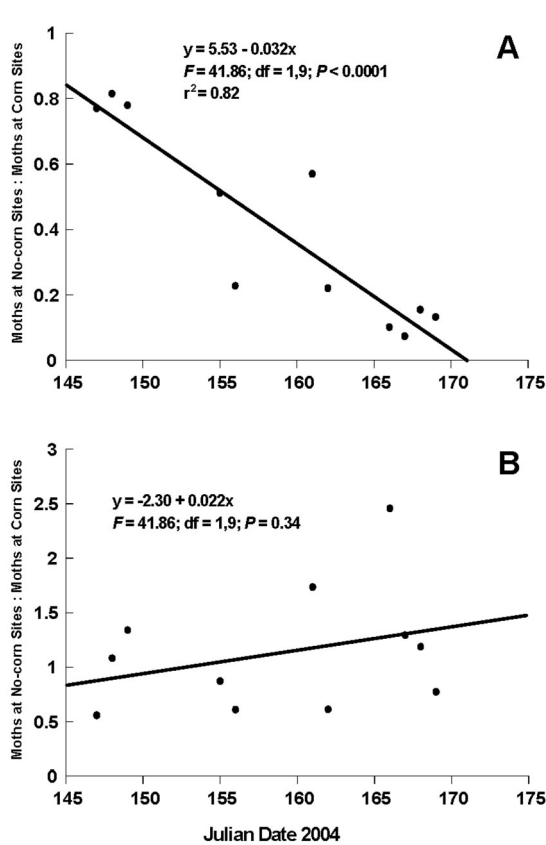 A
y = 5.53 - 0.032x
F = 41.86; df = 1,9; P < 0.0001
r² = 0.82
Moths at No-corn Sites : Moths at Corn Sites
1
0.8
0.6
0.4
0.2
0
145 150 155 160 165 170 175
B
y = -2.30 + 0.022x
F = 41.86; df = 1,9; P = 0.34
Moths at No-corn Sites : Moths at Corn Sites
3
2.5
2
1.5
1
0.5
0
145 150 155 160 165 170 175
Julian Date 2004